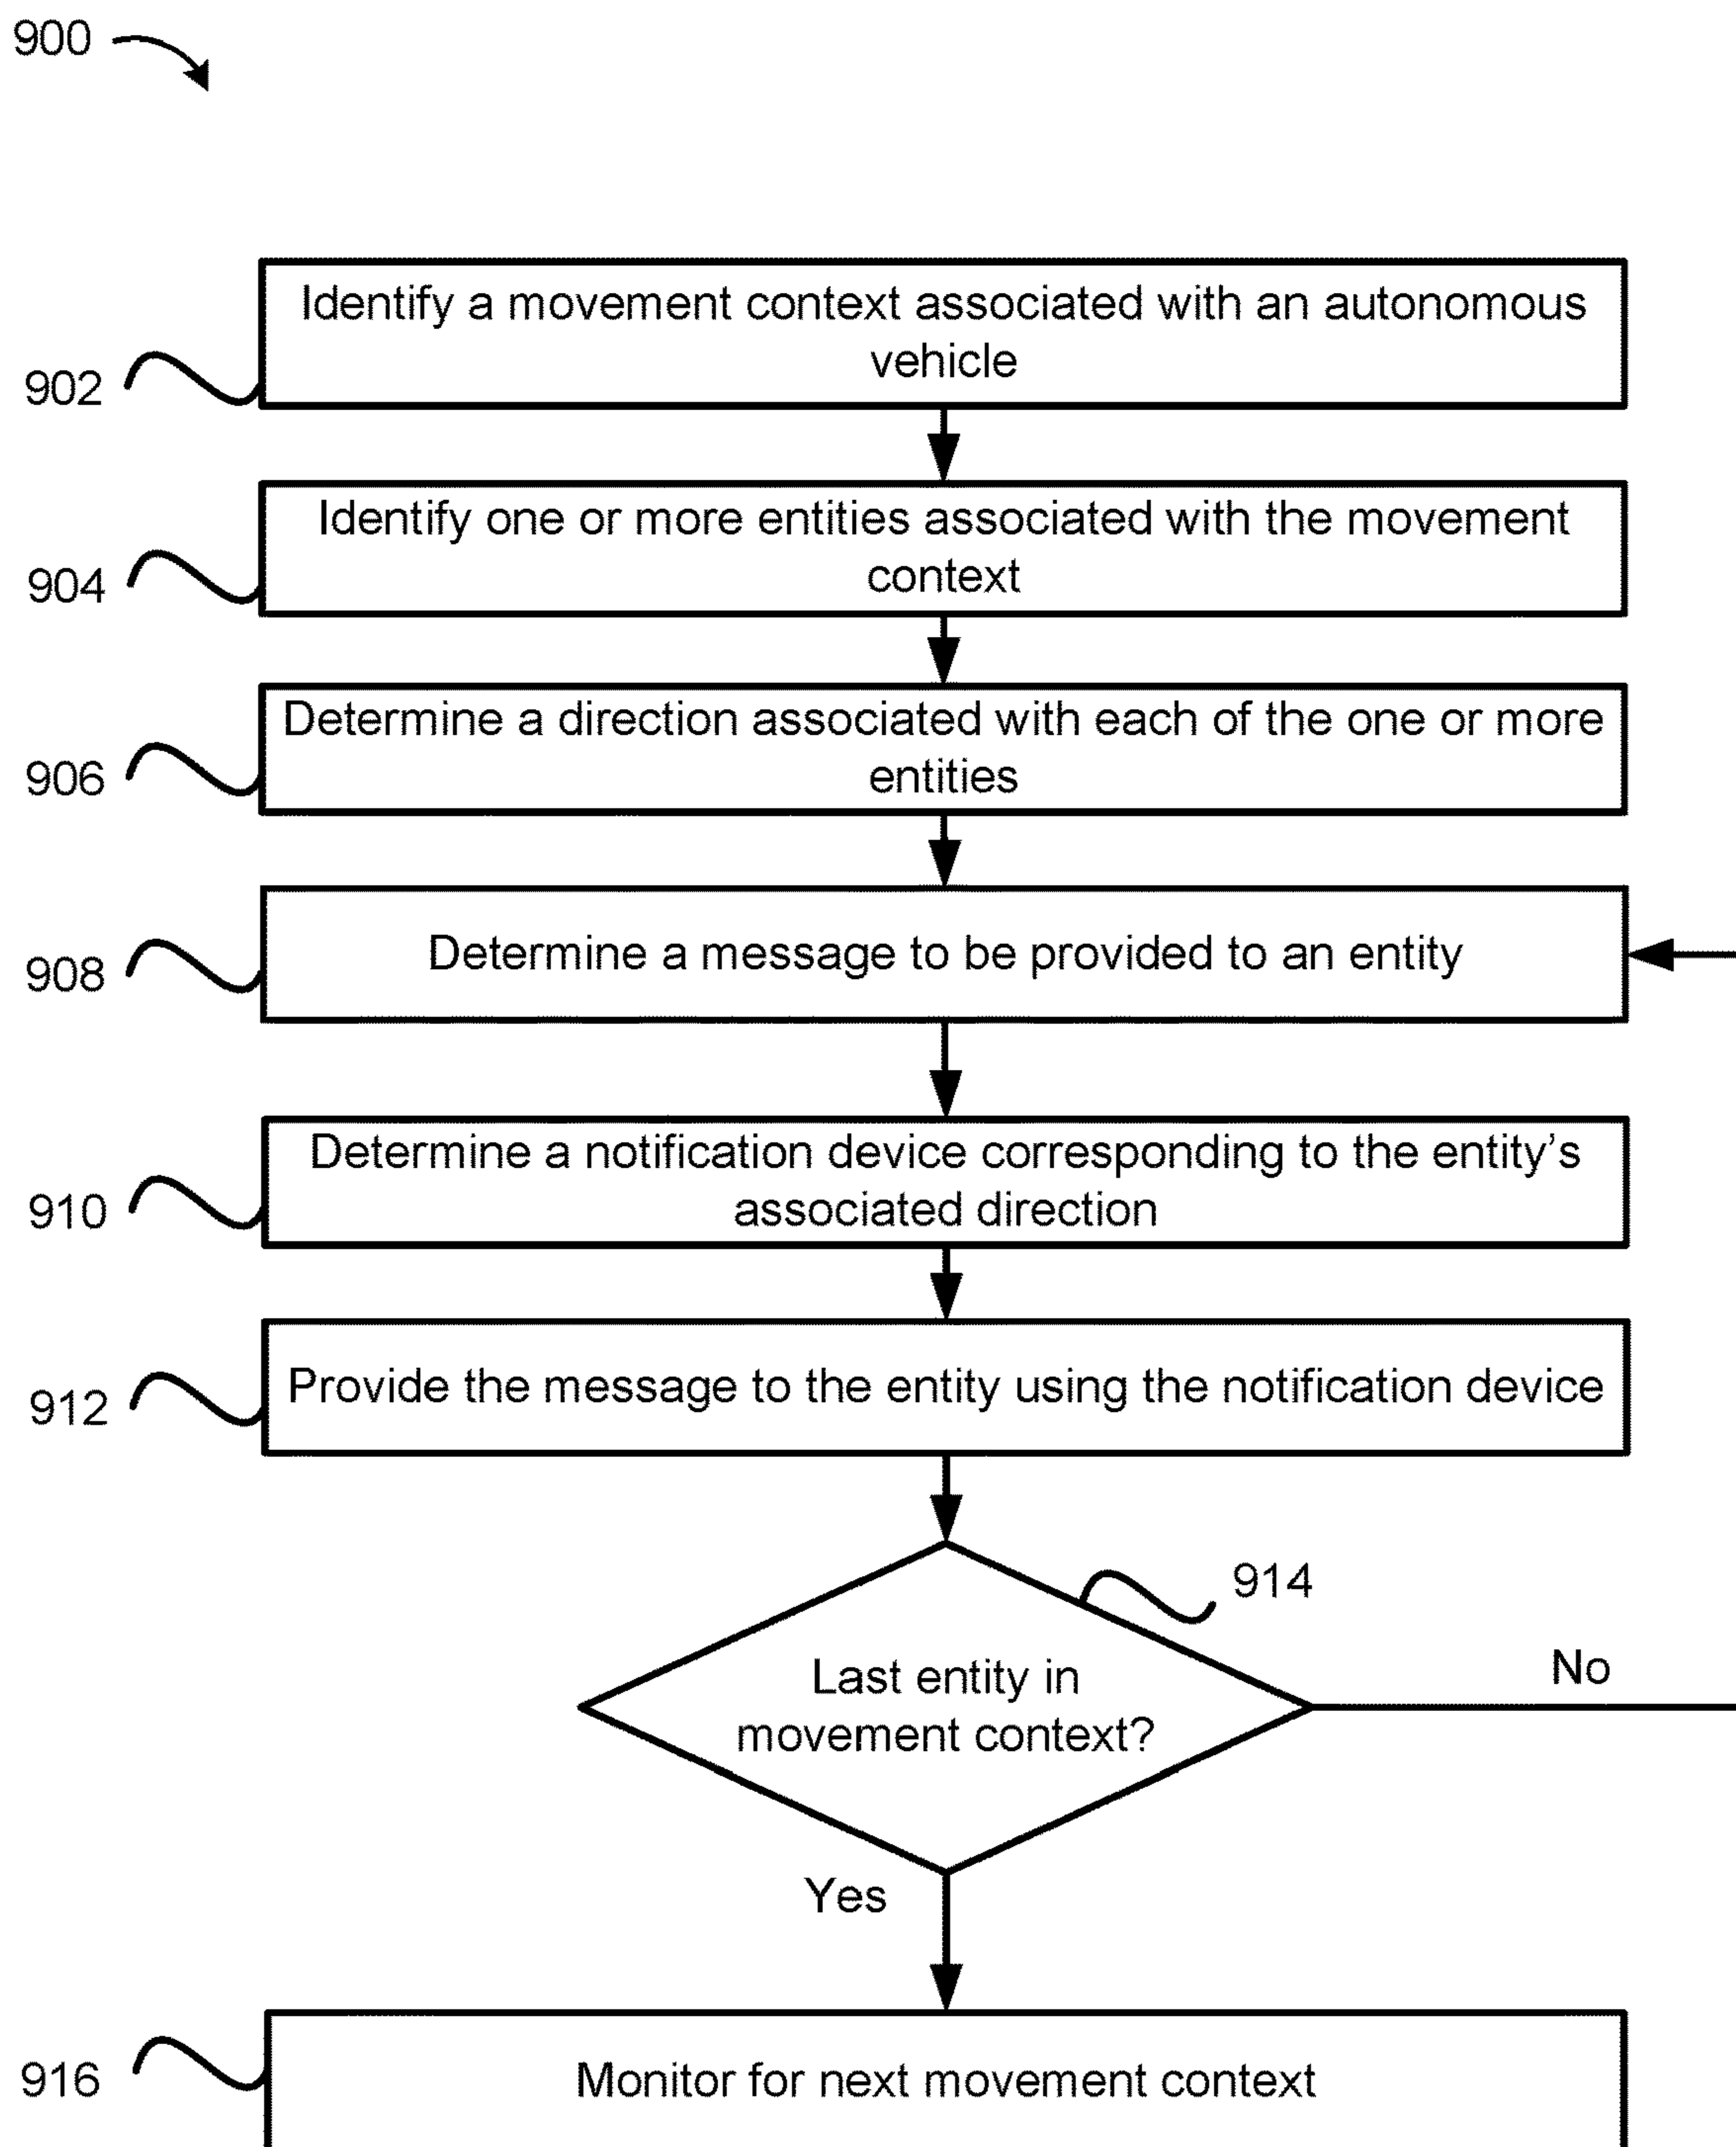 900
Identify a movement context associated with an autonomous
vehicle
902
Identify one or more entities associated with the movement
context
904
Determine a direction associated with each of the one or more
entities
906
Determine a message to be provided to an entity
908
Determine a notification device corresponding to the entity’s
associated direction
910
Provide the message to the entity using the notification device
912
914
Last entity in
movement context?
No
Yes
Monitor for next movement context
916